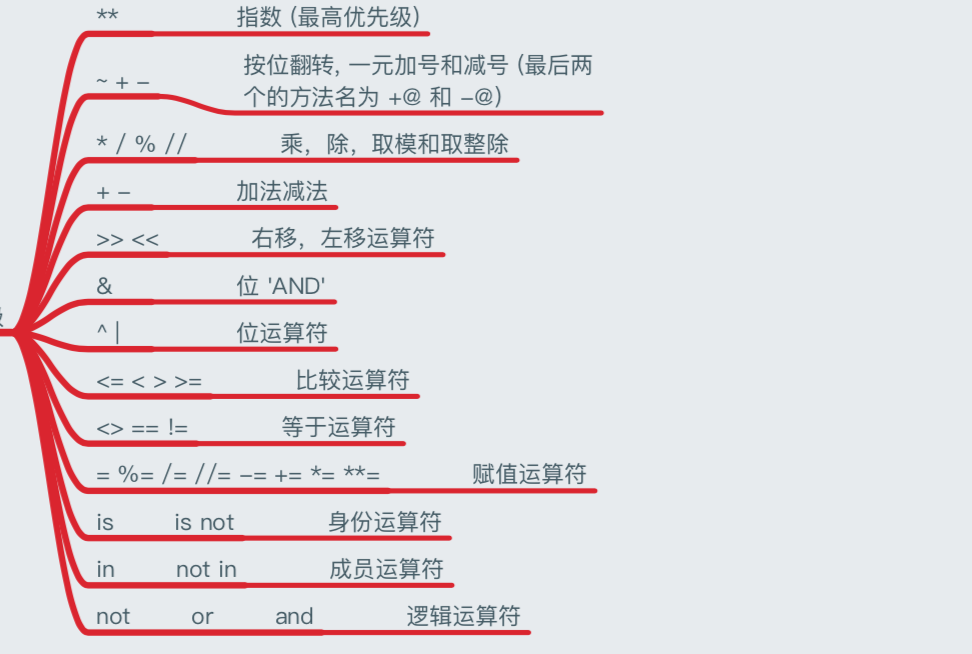 ** 指数 (最高优先级)
~ + - 按位翻转, 一元加号和减号 (最后两
个的方法名为 +@ 和 -@)
* / % // 乘，除，取模和取整除
+ - 加法减法
>> << 右移，左移运算符
& 位 'AND'
^ | 位运算符
<= < > >= 比较运算符
<> == != 等于运算符
= %= /= //= -= += *= **= 赋值运算符
is is not 身份运算符
in not in 成员运算符
not or and 逻辑运算符